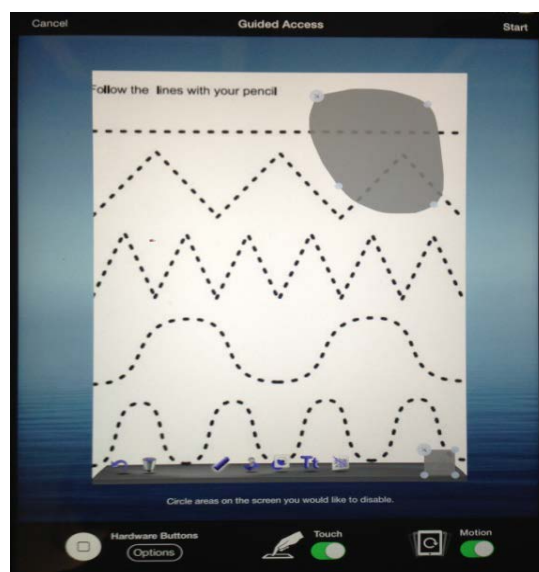 Cancel
Guided Access
Start
Follow the lines with your pencil
Tt
Circle areas on the screen you would like to disable.
Hardware Buttons
Options
Touch
Motion